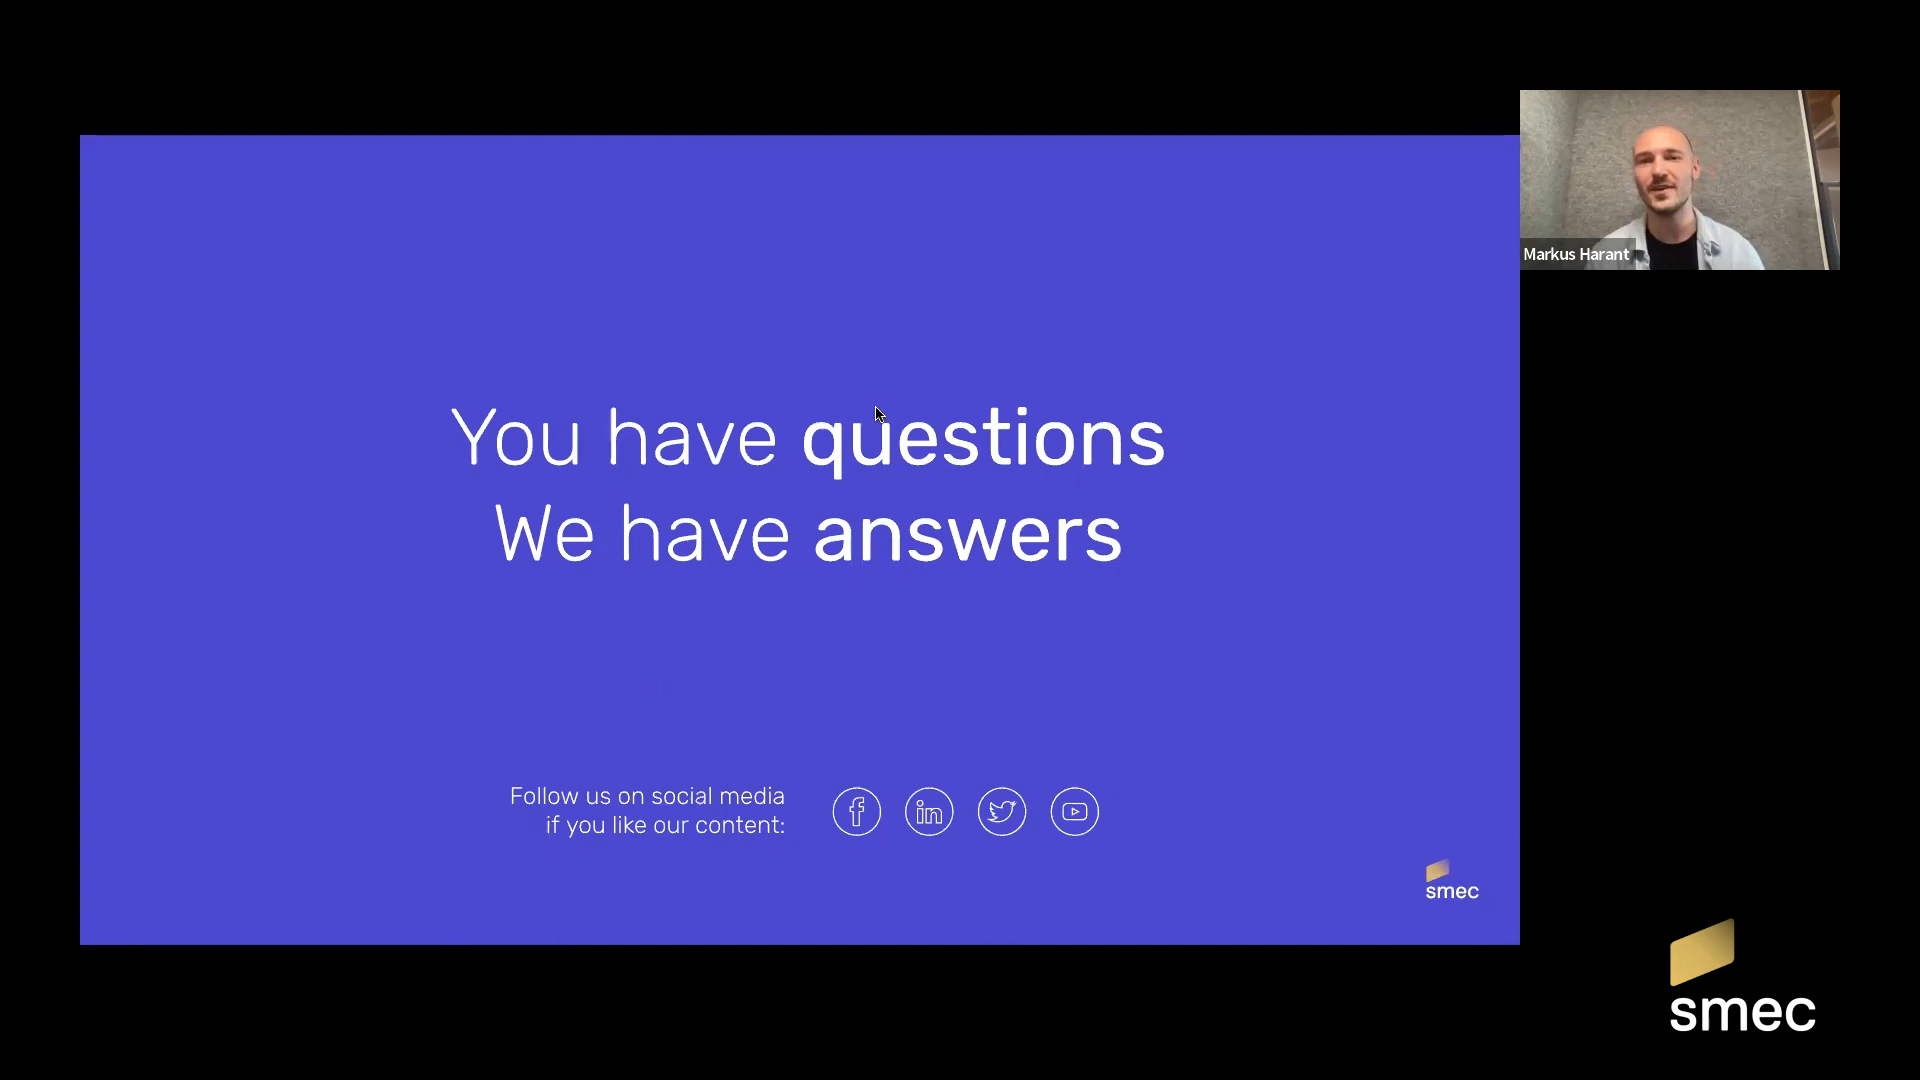 You have questions
We have answers
Follow us on social media
if you like our content:
smec
Markus Harant
smec